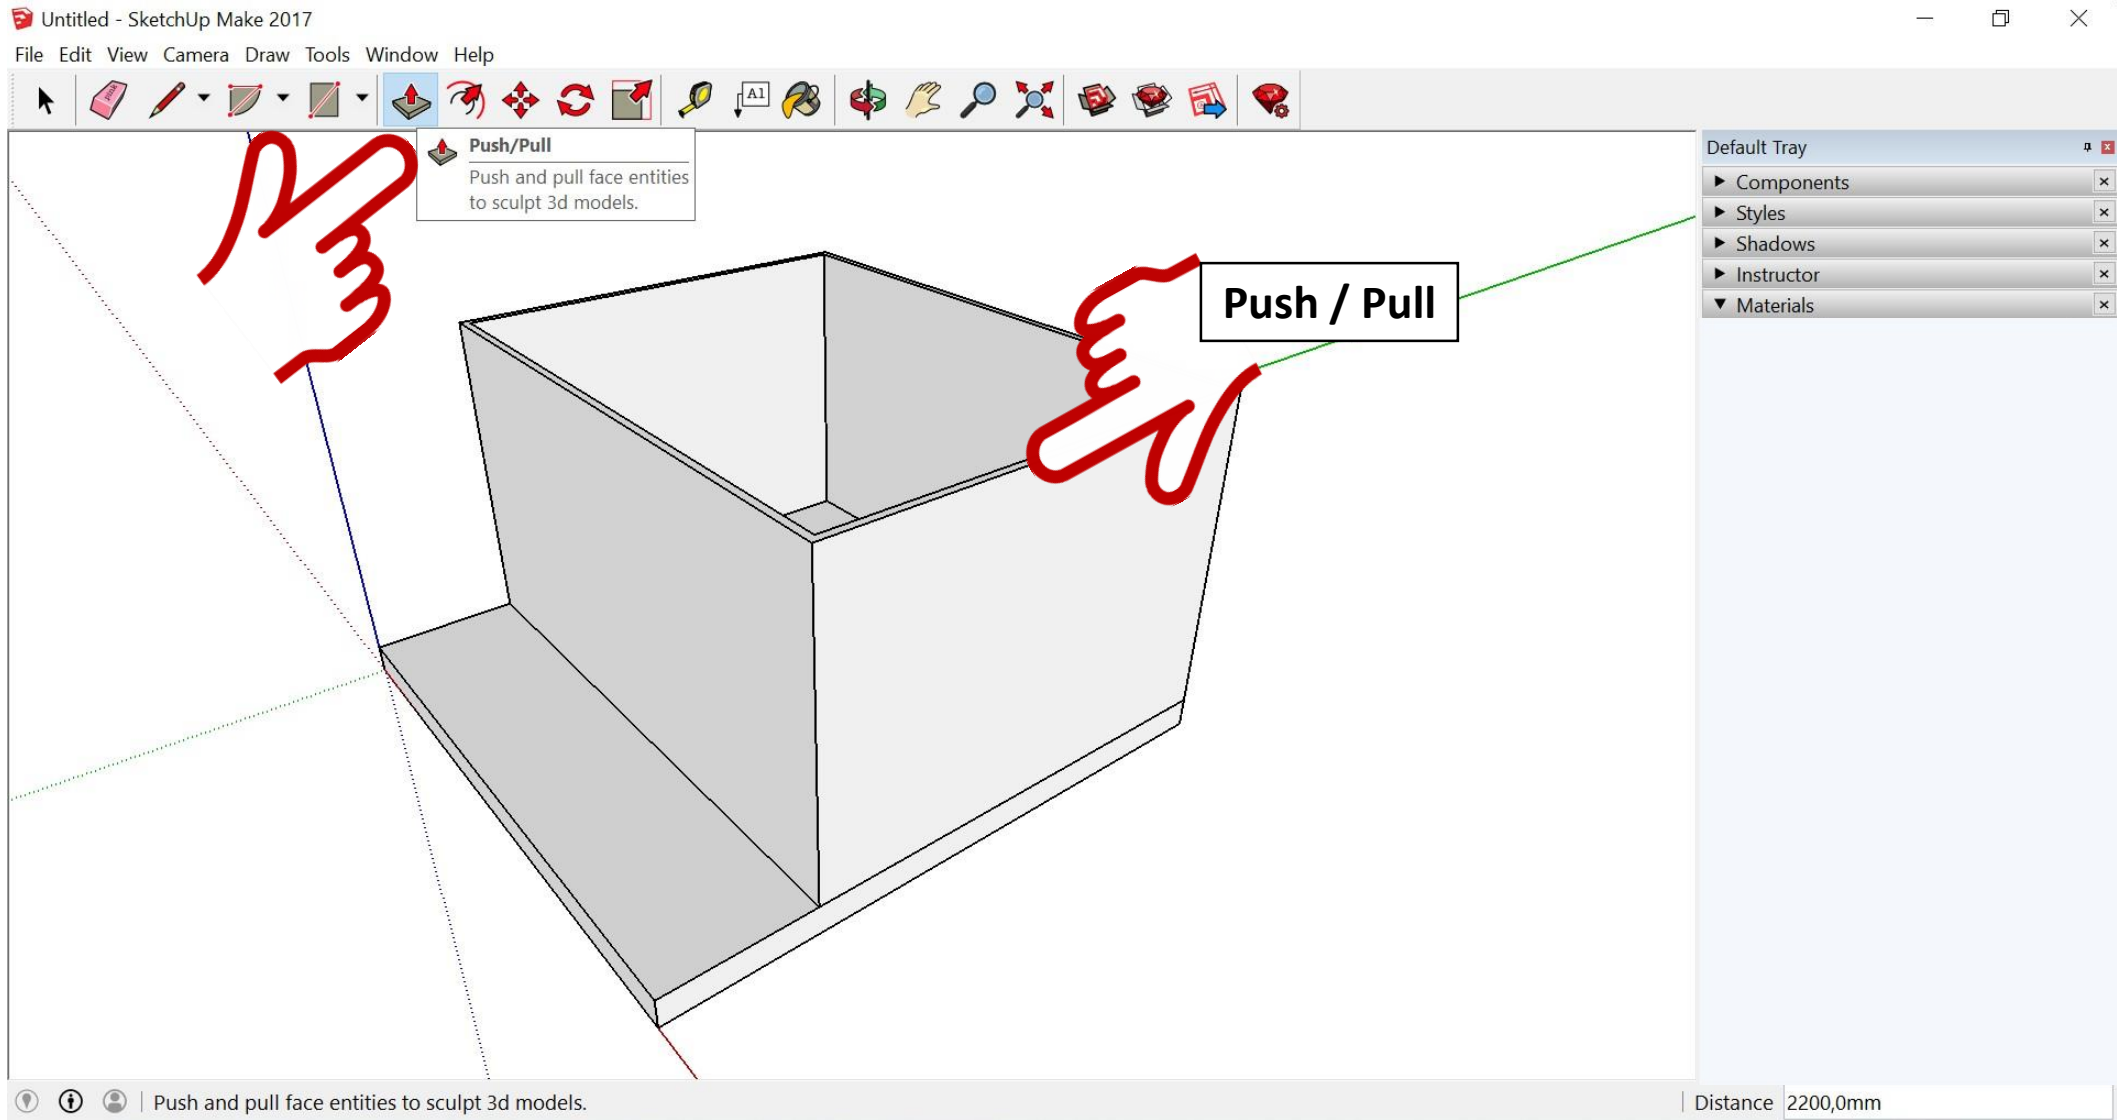 Untitled - SketchUp Make 2017
File Edit View Camera Draw Tools Window Help
A1
Push/Pull
Push and pull face entities
to sculpt 3d models.
Push / Pull
Default Tray
Components
Styles
Shadows
Instructor
Materials
Push and pull face entities to sculpt 3d models.
Distance 2200,0mm